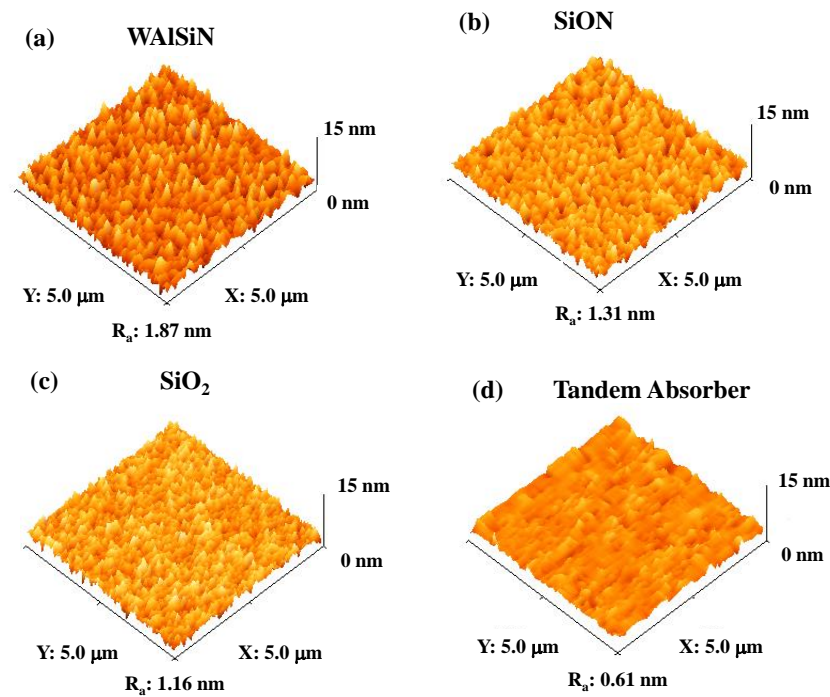 (a) WAlSiN
15 nm
0 nm
Y: 5.0 μm X: 5.0 μm
Rₐ: 1.87 nm
(b) SiON
15 nm
0 nm
Y: 5.0 μm X: 5.0 μm
Rₐ: 1.31 nm
(c) SiO₂
15 nm
0 nm
Y: 5.0 μm X: 5.0 μm
Rₐ: 1.16 nm
(d) Tandem Absorber
15 nm
0 nm
Y: 5.0 μm X: 5.0 μm
Rₐ: 0.61 nm